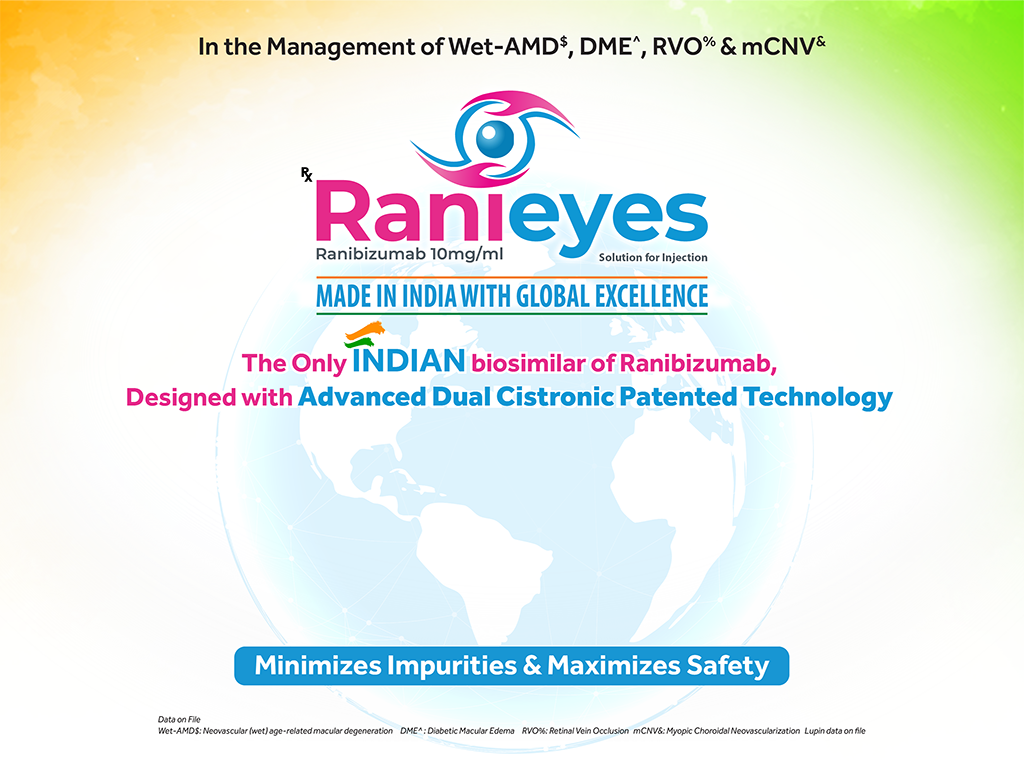 In the Management of Wet-AMD$, DME^, RVO% & mCNV&
Rx
Ranieyes
Ranibizumab 10mg/ml Solution for Injection
MADE IN INDIA WITH GLOBAL EXCELLENCE
The Only INDIAN biosimilar of Ranibizumab,
Designed with Advanced Dual Cistronic Patented Technology
Minimizes Impurities & Maximizes Safety
Data on File
Wet-AMD$: Neovascular (wet) age-related macular degeneration DME^ : Diabetic Macular Edema RVO%: Retinal Vein Occlusion mCNV&: Myopic Choroidal Neovascularization Lupin data on file